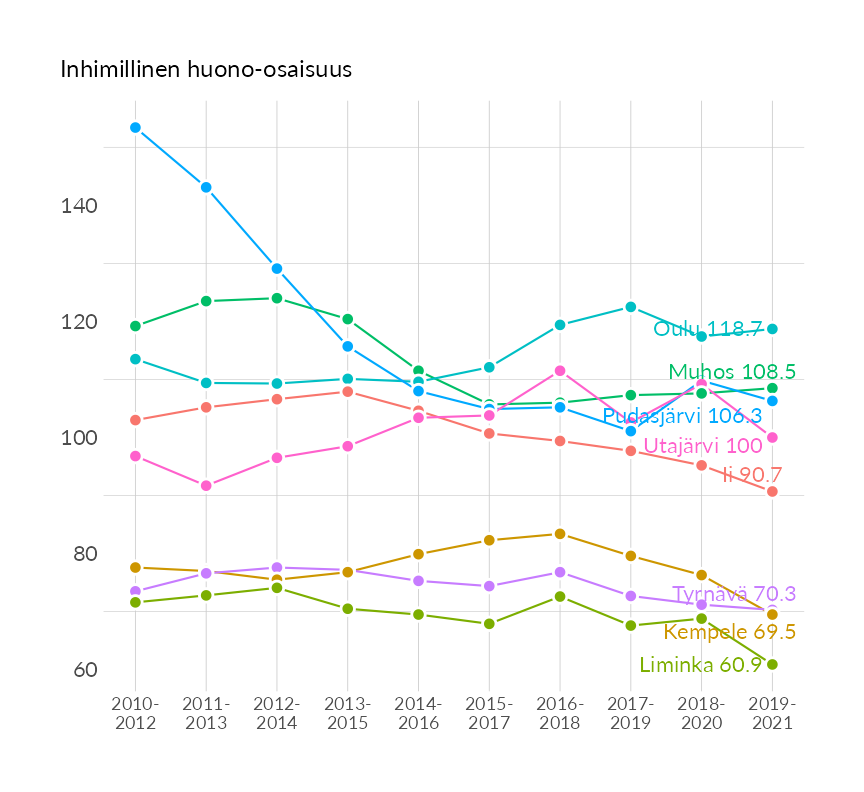 Inhimillinen huono-osaisuus
140
120
100
80
60
Oulu 118.7
Muhos 108.5
Pudasjärvi 106.3
Utajärvi 100
Ii 90.7
Tyrnävä 70.3
Kempele 69.5
Liminka 60.9
2010-
2012
2011-
2013
2012-
2014
2013-
2015
2014-
2016
2015-
2017
2016-
2018
2017-
2019
2018-
2020
2019-
2021